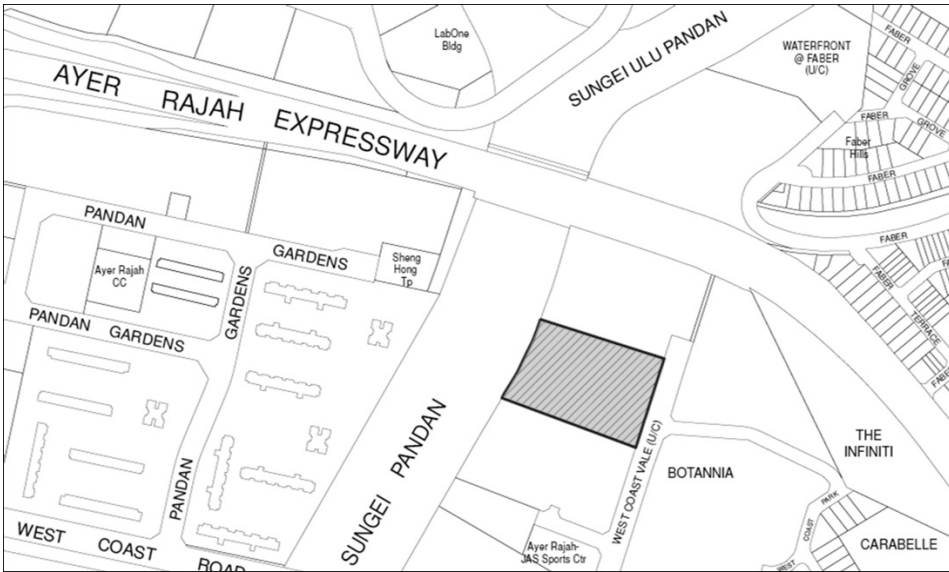 LabOne
Bldg
SUNGEI ULU PANDAN
WATERFRONT
@ FABER
(U/C)
FABER
GROVE
FABER
GROVE
AYER RAJAH EXPRESSWAY
Faber
Hills
FABER
PANDAN
GARDENS
Sheng
Hong
Tp
Ayer Rajah
CC
GARDENS
FABER
FABER
TERRACE
FABER
PANDAN GARDENS
PANDAN
SUNGEI PANDAN
WEST COAST VALE (U/C)
BOTANNIA
THE
INFINITI
PARK
COAST
WEST
CARABELLE
WEST COAST ROAD
Ayer Rajah-
JAS Sports Ctr